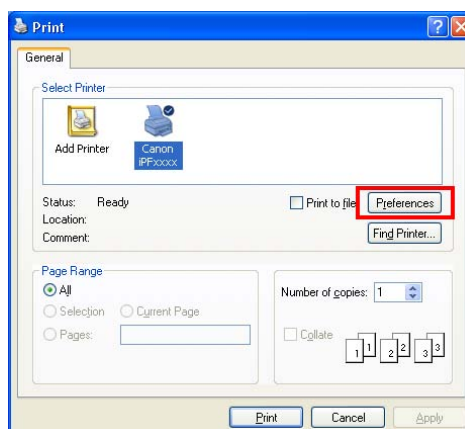 Print
General
Select Printer
Add Printer
Canon
iPFxxxx
Status: Ready
Print to file
Preferences
Location:
Comment:
Find Printer...
Page Range
All
Selection
Current Page
Pages:
Number of copies: 1
Collate
1 1 2 2 3 3
Print
Cancel
Apply